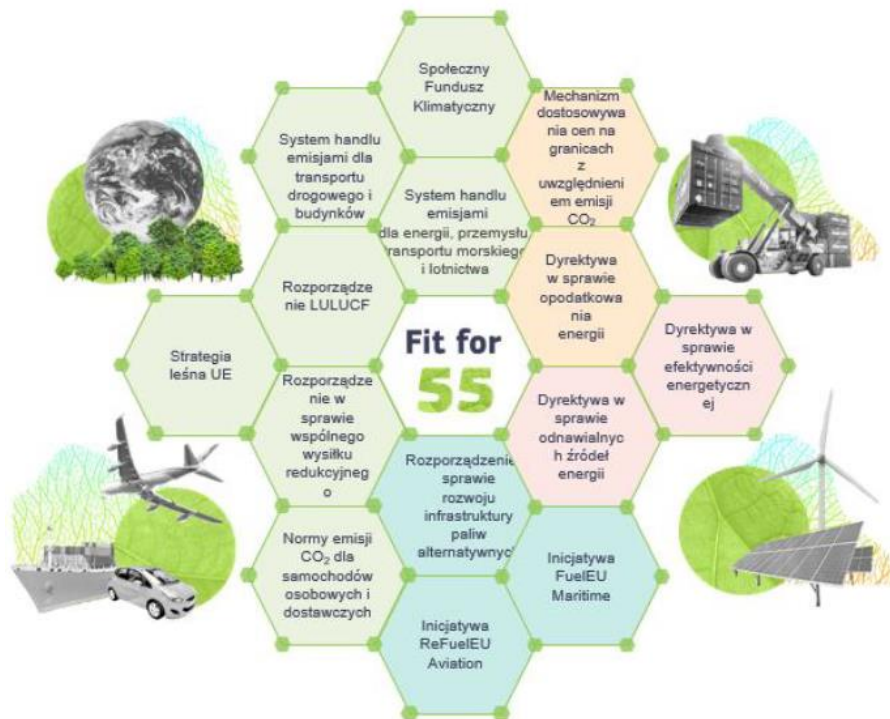 Społeczny
Fundusz
Klimatyczny
Mechanizm
dostosowywa
nia cen na
granicach
z
uwzględnieni
em emisji
CO₂
System handlu
emisjami dla
transportu
drogowego i
budynków
System handlu
emisjami
dla energii, przemysłu,
transportu morskiego
i lotnictwa
Rozporządze
nie LULUCF
Dyrektywa
w sprawie
opodatkowa
nia
energii
Strategia
leśna UE
Fit for
55
Dyrektywa w
sprawie
efektywności
energetyczn
ej
Rozporządze
nie w
sprawie
wspólnego
wysiłku
redukcyjneg
o
Dyrektywa w
sprawie
odnawialnyc
h źródeł
energii
Rozporządzenie
sprawie
rozwoju
infrastruktury
paliw
alternatywnych
Normy emisji
CO₂ dla
samochodów
osobowych i
dostawczych
Inicjatywa
FuelEU
Maritime
Inicjatywa
ReFuelEU
Aviation